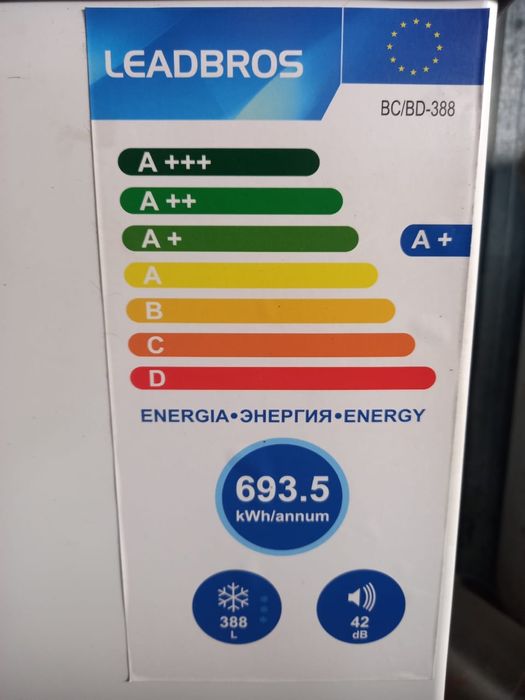 LEADBROS
BC/BD-388
A +++
A ++
A +
A +
A
B
C
D
ENERGIA•ЭНЕРГИЯ•ENERGY
693.5
kWh/annum
388
L
42
dB